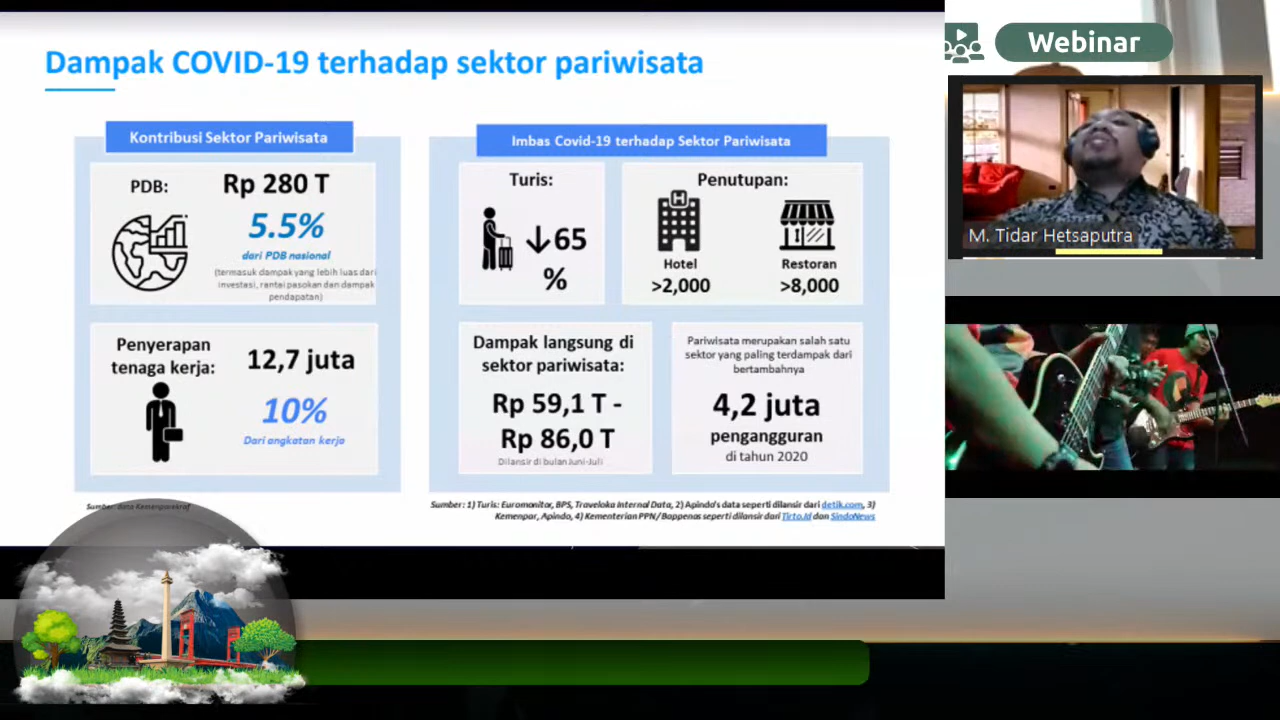 Dampak COVID-19 terhadap sektor pariwisata
Kontribusi Sektor Pariwisata
PDB:
Rp 280 T
5.5%
dari PDB nasional
(termasuk dampak yang lebih luas dari
investasi, rantai pasokan dan dampak
pendapatan)
Penyerapan
tenaga kerja:
12,7 juta
10%
Dari angkatan kerja
Sumber: data Kemenparekraf
Imbas Covid-19 terhadap Sektor Pariwisata
Turis:
↓65
%
Penutupan:
Hotel
>2,000
Restoran
>8,000
Dampak langsung di
sektor pariwisata:
Rp 59,1 T -
Rp 86,0 T
Dilansir di bulan Juni-Juli
Pariwisata merupakan salah satu
sektor yang paling terdampak dari
bertambahnya
4,2 juta
pengangguran
di tahun 2020
Sumber: 1) Turis: Euromonitor, BPS, Traveloka Internal Data, 2) Apindo's data seperti dilansir dari detik.com, 3)
Kemenpar, Apindo, 4) Kementerian PPN/Bappenas seperti dilansir dari Tirto.Id dan SindoNews
Webinar
M. Tidar Hetsaputra